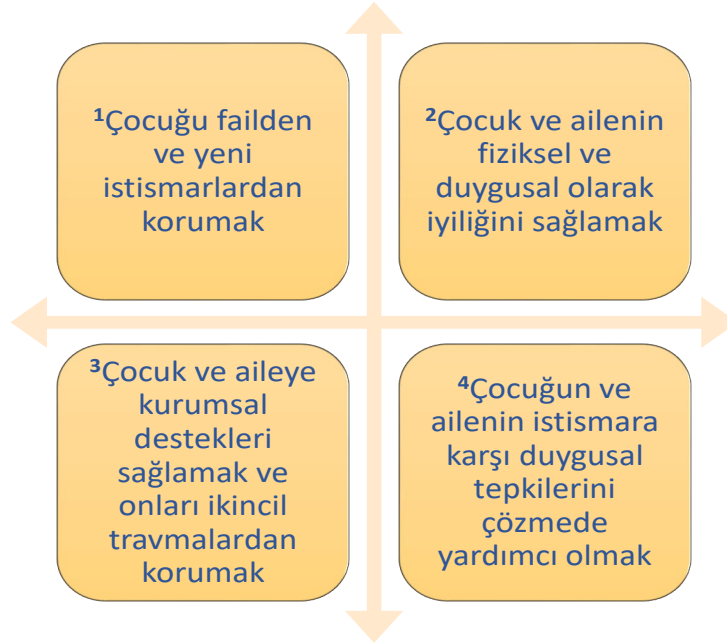 ¹Çocuğu failden
ve yeni
istismarlardan
korumak
²Çocuk ve ailenin
fiziksel ve
duygusal olarak
iyiliğini sağlamak
³Çocuk ve aileye
kurumsal
destekleri
sağlamak ve
onları ikincil
travmalardan
korumak
⁴Çocuğun ve
ailenin istismara
karşı duygusal
tepkilerini
çözmede
yardımcı olmak